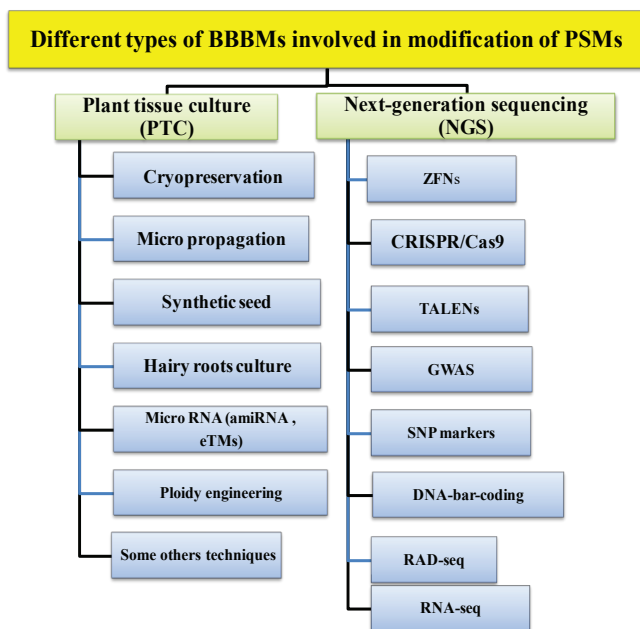 Different types of BBBMs involved in modification of PSMs
Plant tissue culture
(PTC)
Cryopreservation
Micro propagation
Synthetic seed
Hairy roots culture
Micro RNA (amiRNA ,
eTMs)
Ploidy engineering
Some others techniques
Next-generation sequencing
(NGS)
ZFNs
CRISPR/Cas9
TALENs
GWAS
SNP markers
DNA-bar-coding
RAD-seq
RNA-seq